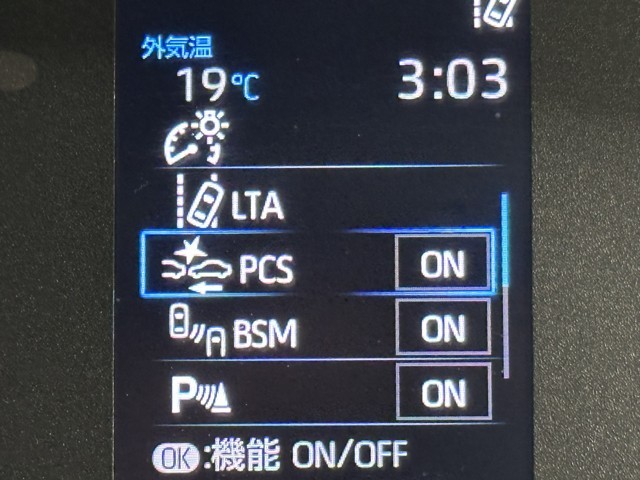 外気温
19℃ 3:03
LTA
PCS ON
BSM ON
P ON
OK:機能 ON/OFF